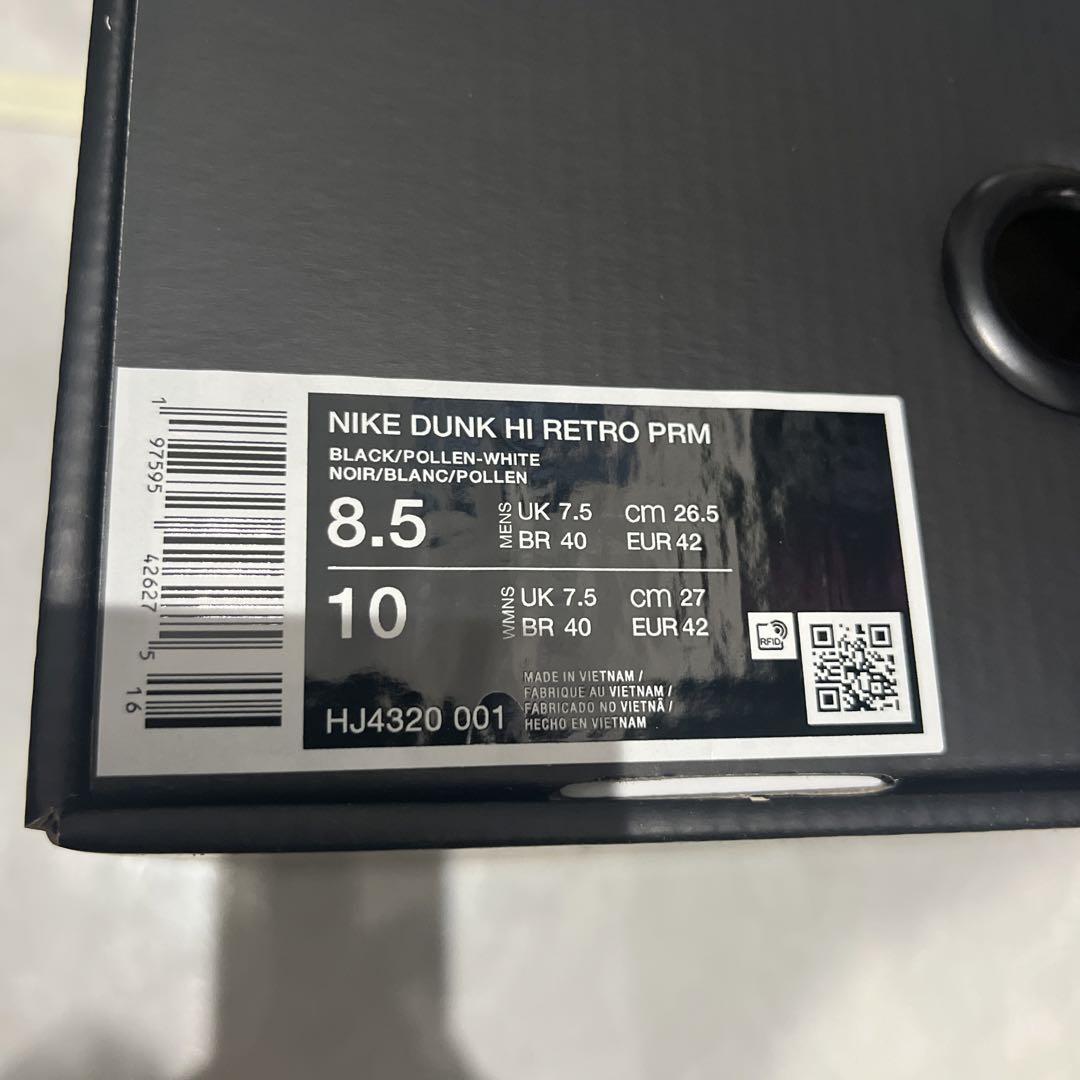 NIKE DUNK HI RETRO PRM
BLACK/POLLEN-WHITE
NOIR/BLANC/POLLEN
8.5 MENS UK 7.5 cm 26.5
BR 40 EUR 42
10 WMNS UK 7.5 cm 27
BR 40 EUR 42
MADE IN VIETNAM /
FABRIQUE AU VIETNAM /
FABRICADO NO VIETNÃ /
HECHO EN VIETNAM
HJ4320 001
RFID
1 97595 42627 5 16